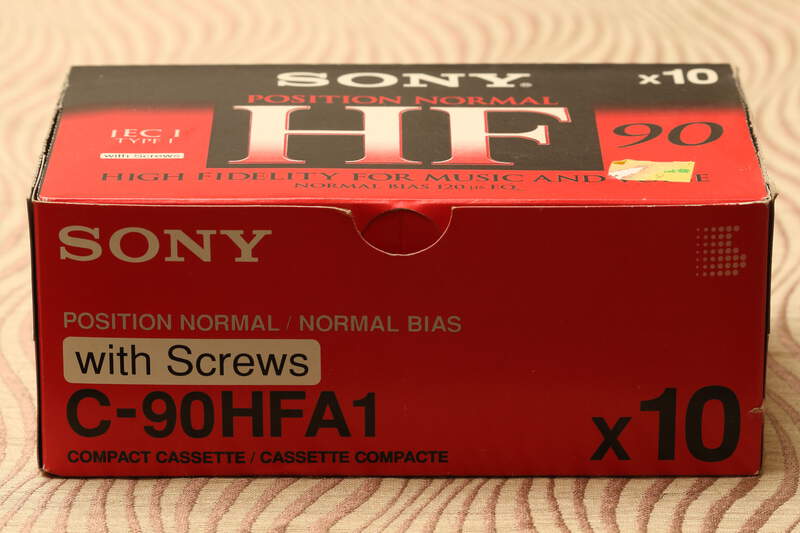 SONY®
x10
POSITION NORMAL
HF
90
IEC I
TYPE I
with Screws
HIGH FIDELITY FOR MUSIC AND
NORMAL BIAS 120 µs EQ.
SONY
POSITION NORMAL / NORMAL BIAS
with Screws
C-90HFA1
x10
COMPACT CASSETTE / CASSETTE COMPACTE